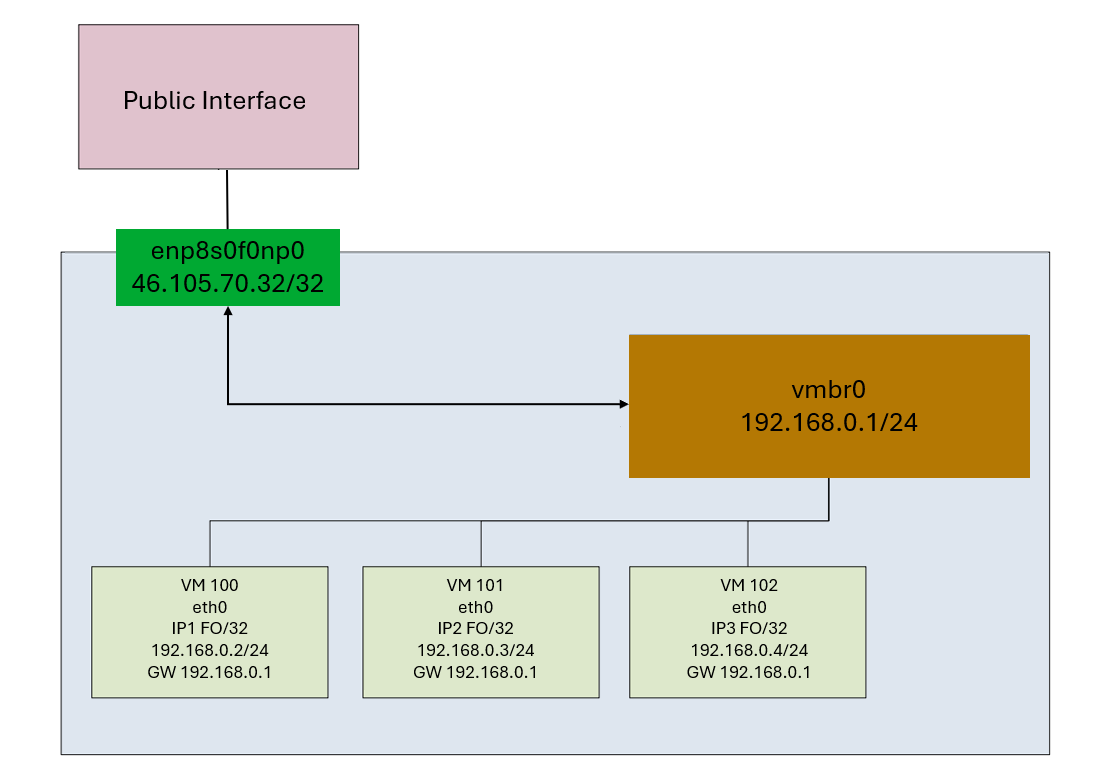 Public Interface
enp8s0f0np0
46.105.70.32/32
vmbr0
192.168.0.1/24
VM 100
eth0
IP1 FO/32
192.168.0.2/24
GW 192.168.0.1
VM 101
eth0
IP2 FO/32
192.168.0.3/24
GW 192.168.0.1
VM 102
eth0
IP3 FO/32
192.168.0.4/24
GW 192.168.0.1